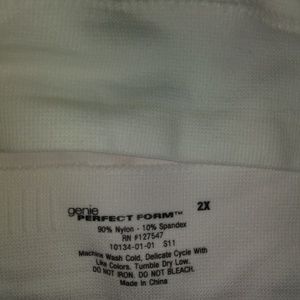 genie 2X
PERFECT FORM™
90% Nylon - 10% Spandex
RN #127547
10134-01-01 S11
Machine Wash Cold, Delicate Cycle With
Like Colors. Tumble Dry Low.
DO NOT IRON. DO NOT BLEACH.
Made in China